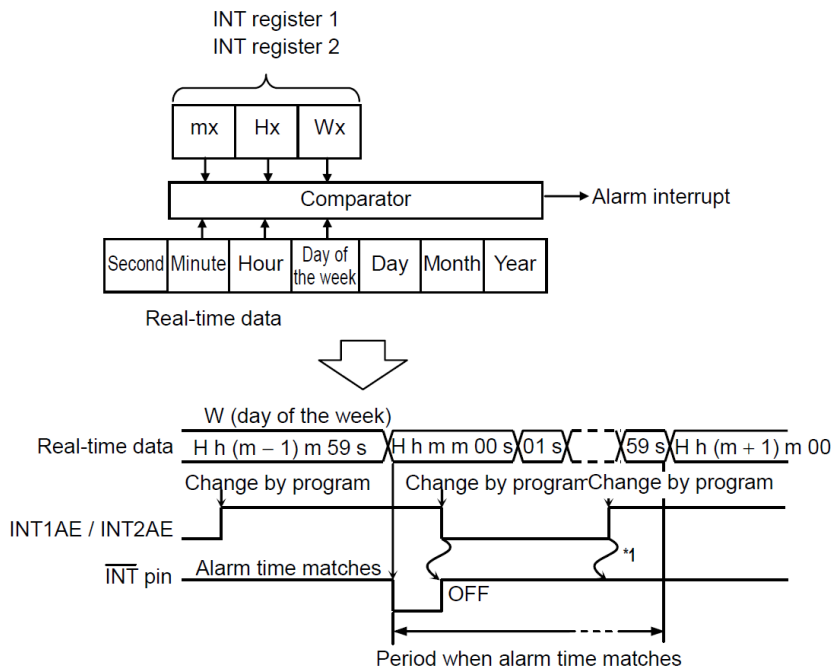 INT register 1
INT register 2
mx Hx Wx
Comparator
Alarm interrupt
Second Minute Hour Day of the week Day Month Year
Real-time data
W (day of the week)
Real-time data H h (m − 1) m 59 s H h m m 00 s 01 s 59 s H h (m + 1) m 00
Change by program Change by program Change by program
INT1AE / INT2AE
*1
INT pin Alarm time matches
OFF
Period when alarm time matches